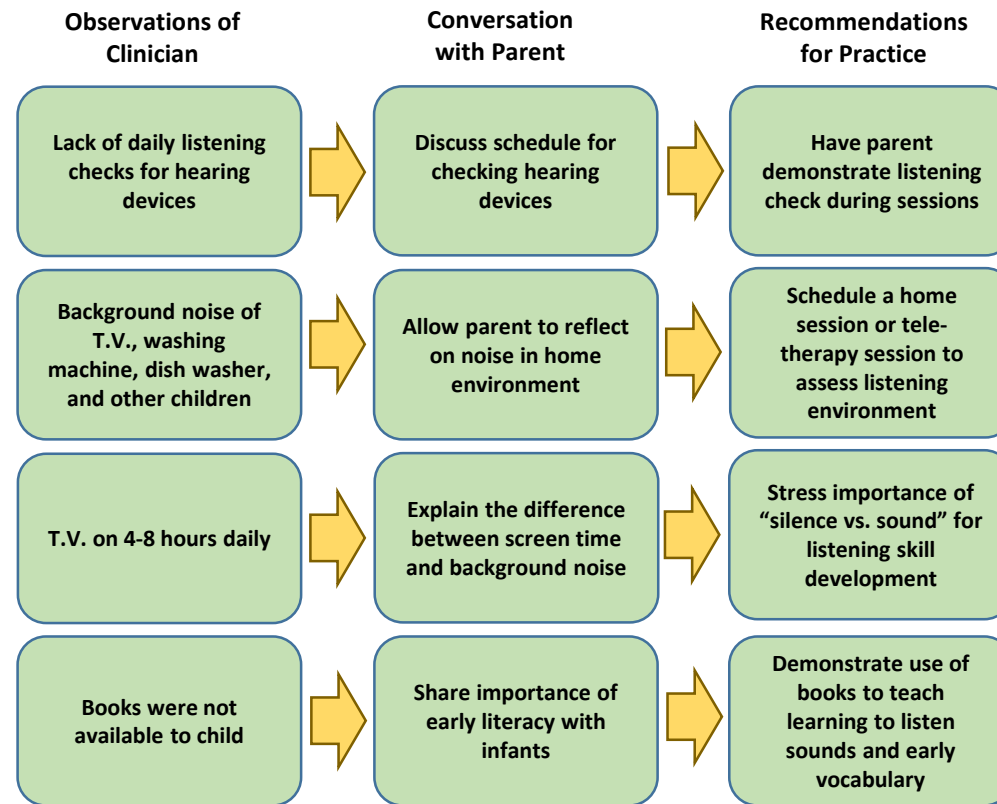 Observations of
Clinician
Conversation
with Parent
Recommendations
for Practice
Lack of daily listening
checks for hearing
devices
Discuss schedule for
checking hearing
devices
Have parent
demonstrate listening
check during sessions
Background noise of
T.V., washing
machine, dish washer,
and other children
Allow parent to reflect
on noise in home
environment
Schedule a home
session or tele-
therapy session to
assess listening
environment
T.V. on 4-8 hours daily
Explain the difference
between screen time
and background noise
Stress importance of
“silence vs. sound” for
listening skill
development
Books were not
available to child
Share importance of
early literacy with
infants
Demonstrate use of
books to teach
learning to listen
sounds and early
vocabulary